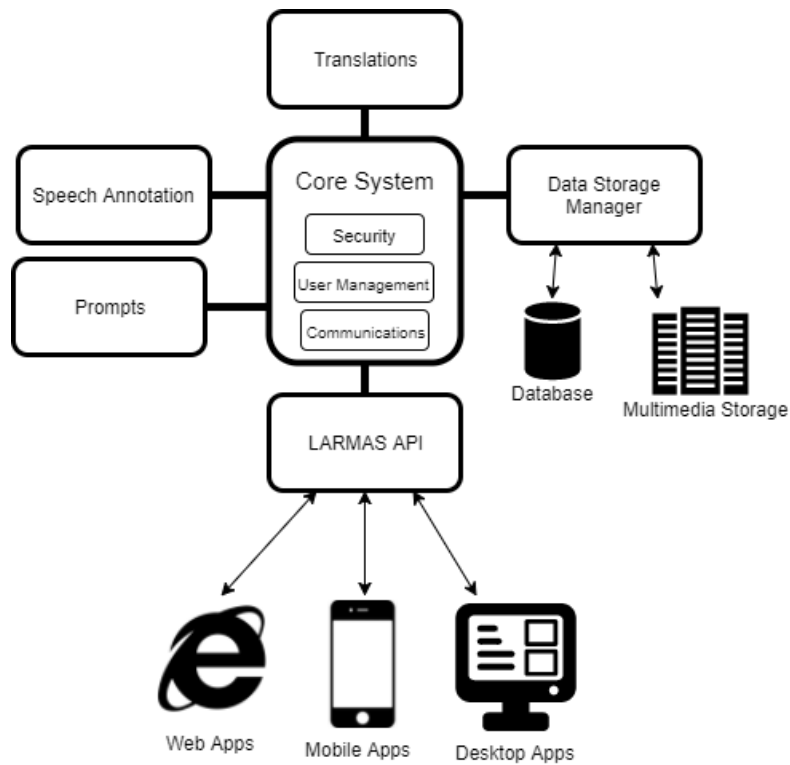 Translations
Speech Annotation
Core System
Data Storage
Manager
Security
User Management
Communications
Prompts
Database
Multimedia Storage
LARMAS API
Web Apps
Mobile Apps
Desktop Apps